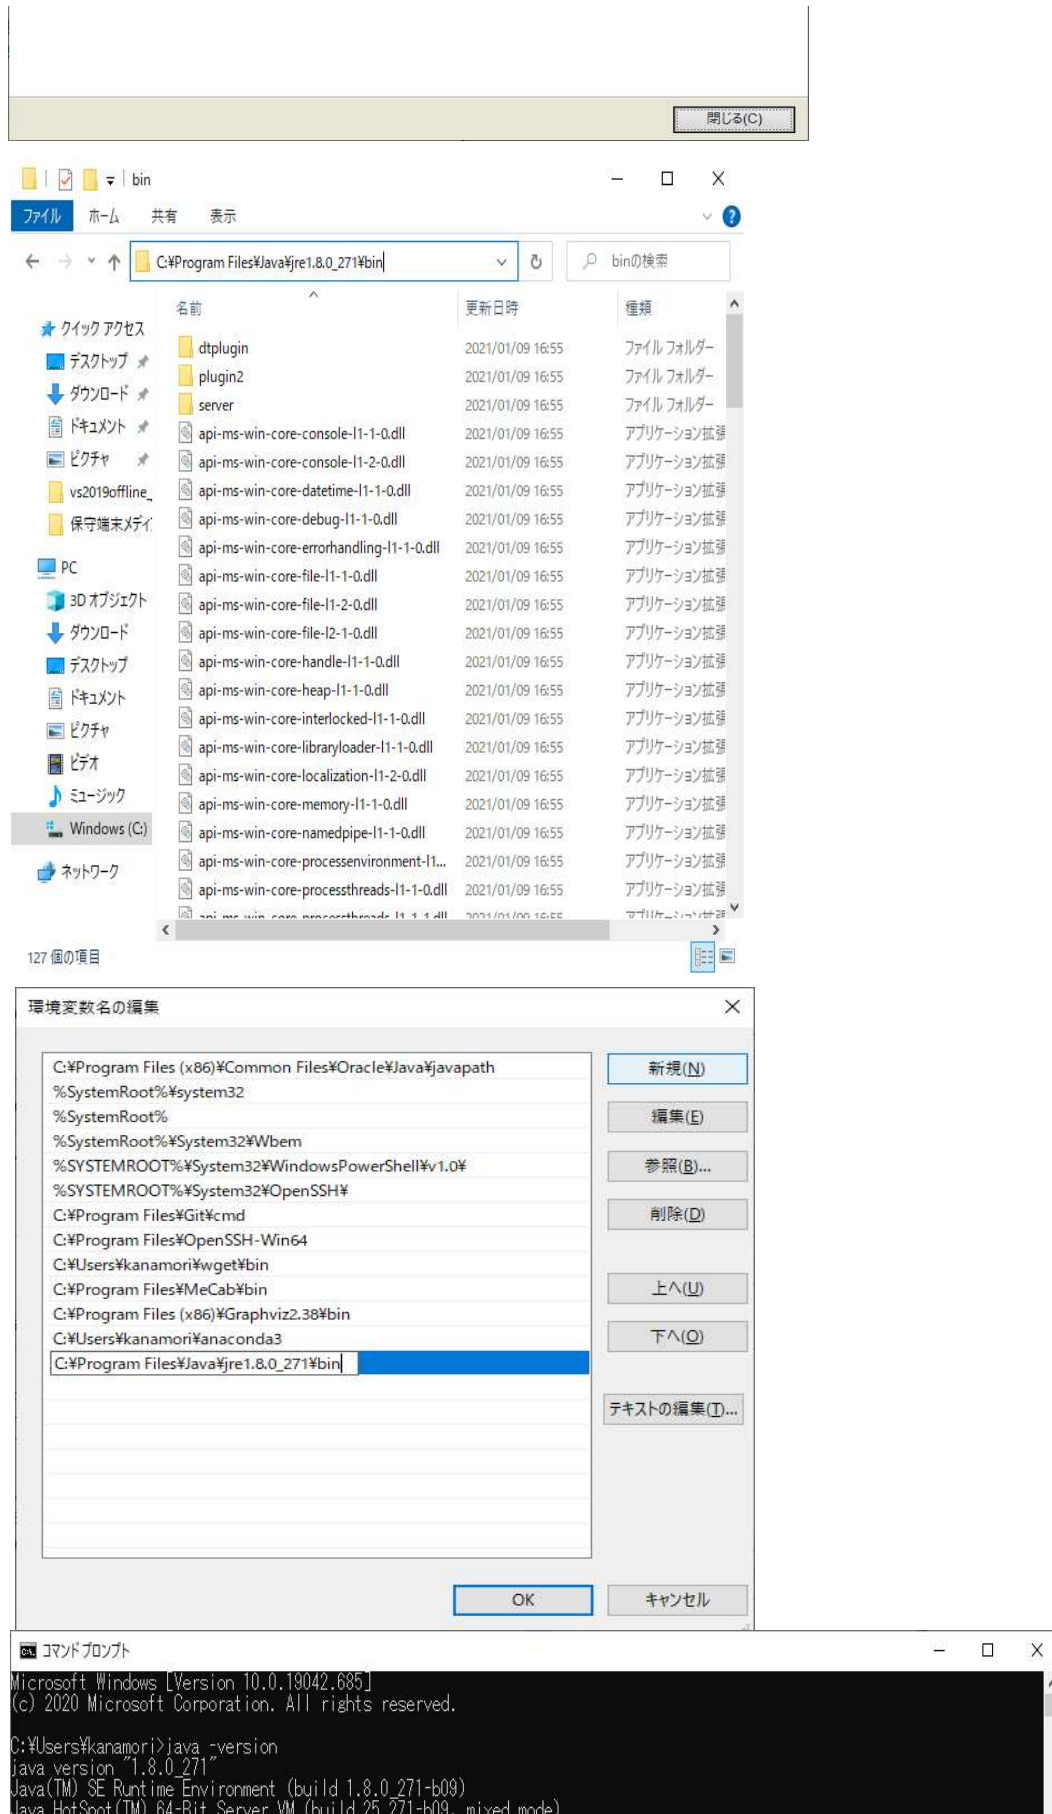 閉じる(C)
bin
ファイル ホーム 共有 表示
C:¥Program Files¥Java¥jre1.8.0_271¥bin binの検索
名前 更新日時 種類
クイック アクセス
デスクトップ
ダウンロード
ドキュメント
ピクチャ
vs2019offline_
保守端末メディ
PC
3D オブジェクト
ダウンロード
デスクトップ
ドキュメント
ピクチャ
ビデオ
ミュージック
Windows (C:)
ネットワーク
dtplugin 2021/01/09 16:55 ファイル フォルダー
plugin2 2021/01/09 16:55 ファイル フォルダー
server 2021/01/09 16:55 ファイル フォルダー
api-ms-win-core-console-l1-1-0.dll 2021/01/09 16:55 アプリケーション拡張
api-ms-win-core-console-l1-2-0.dll 2021/01/09 16:55 アプリケーション拡張
api-ms-win-core-datetime-l1-1-0.dll 2021/01/09 16:55 アプリケーション拡張
api-ms-win-core-debug-l1-1-0.dll 2021/01/09 16:55 アプリケーション拡張
api-ms-win-core-errorhandling-l1-1-0.dll 2021/01/09 16:55 アプリケーション拡張
api-ms-win-core-file-l1-1-0.dll 2021/01/09 16:55 アプリケーション拡張
api-ms-win-core-file-l1-2-0.dll 2021/01/09 16:55 アプリケーション拡張
api-ms-win-core-file-l2-1-0.dll 2021/01/09 16:55 アプリケーション拡張
api-ms-win-core-handle-l1-1-0.dll 2021/01/09 16:55 アプリケーション拡張
api-ms-win-core-heap-l1-1-0.dll 2021/01/09 16:55 アプリケーション拡張
api-ms-win-core-interlocked-l1-1-0.dll 2021/01/09 16:55 アプリケーション拡張
api-ms-win-core-libraryloader-l1-1-0.dll 2021/01/09 16:55 アプリケーション拡張
api-ms-win-core-localization-l1-2-0.dll 2021/01/09 16:55 アプリケーション拡張
api-ms-win-core-memory-l1-1-0.dll 2021/01/09 16:55 アプリケーション拡張
api-ms-win-core-namedpipe-l1-1-0.dll 2021/01/09 16:55 アプリケーション拡張
api-ms-win-core-processenvironment-l1... 2021/01/09 16:55 アプリケーション拡張
api-ms-win-core-processthreads-l1-1-0.dll 2021/01/09 16:55 アプリケーション拡張
api-ms-win-core-processthreads-l1-1-1.dll 2021/01/09 16:55 アプリケーション拡張
127 個の項目
環境変数名の編集
C:¥Program Files (x86)¥Common Files¥Oracle¥Java¥javapath
%SystemRoot%¥system32
%SystemRoot%
%SystemRoot%¥System32¥Wbem
%SYSTEMROOT%¥System32¥WindowsPowerShell¥v1.0¥
%SYSTEMROOT%¥System32¥OpenSSH¥
C:¥Program Files¥Git¥cmd
C:¥Program Files¥OpenSSH-Win64
C:¥Users¥kanamori¥wget¥bin
C:¥Program Files¥MeCab¥bin
C:¥Program Files (x86)¥Graphviz2.38¥bin
C:¥Users¥kanamori¥anaconda3
C:¥Program Files¥Java¥jre1.8.0_271¥bin
新規(N)
編集(E)
参照(B)...
削除(D)
上へ(U)
下へ(O)
テキストの編集(T)...
OK キャンセル
コマンド プロンプト
Microsoft Windows [Version 10.0.19042.685]
(c) 2020 Microsoft Corporation. All rights reserved.
C:¥Users¥kanamori>java -version
java version "1.8.0_271"
Java(TM) SE Runtime Environment (build 1.8.0_271-b09)
Java HotSpot(TM) 64-Bit Server VM (build 25.271-b09, mixed mode)